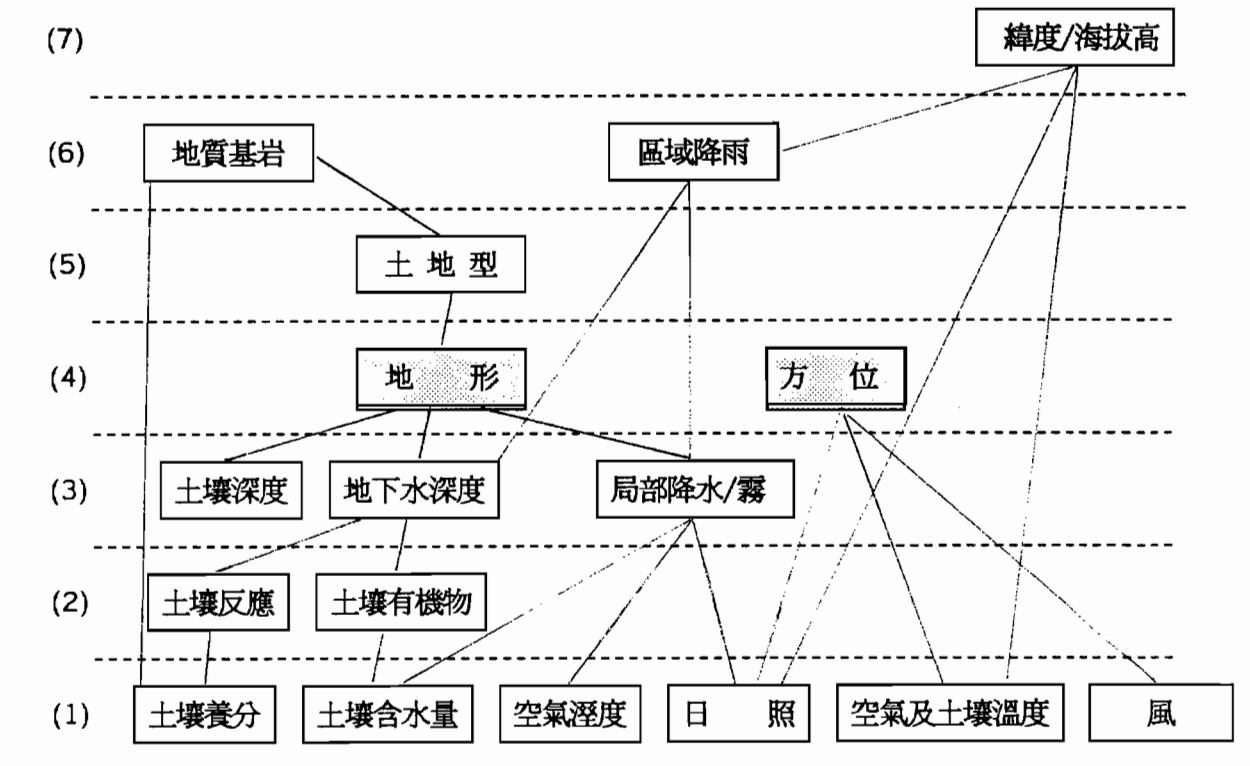 (7) 緯度/海拔高
(6) 地質基岩 區域降雨
(5) 土 地 型
(4) 地 形 方 位
(3) 土壤深度 地下水深度 局部降水/霧
(2) 土壤反應 土壤有機物
(1) 土壤養分 土壤含水量 空氣溼度 日 照 空氣及土壤溫度 風